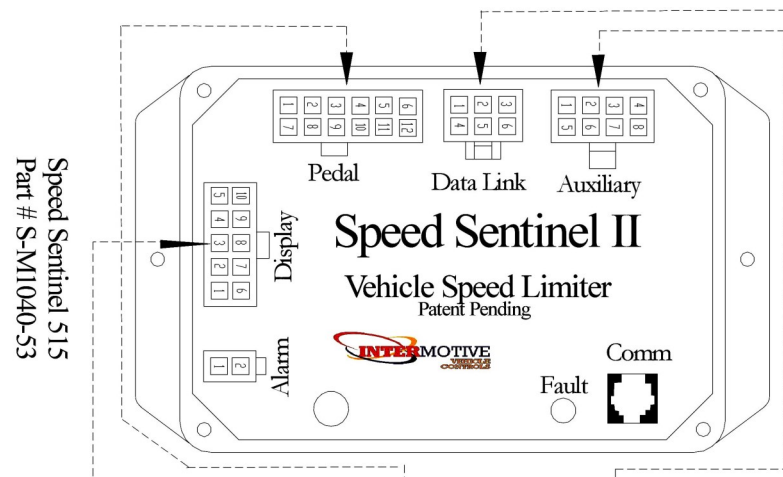 1 2 3 4 5 6
7 8 9 10 11 12
Pedal
1 2 3
4 5 6
Data Link
1 2 3 4
5 6 7 8
Auxiliary
Speed Sentinel 515
Part # S-M1040-53
5 10
4 9
3 8
2 7
1 6
Display
Speed Sentinel II
Vehicle Speed Limiter
Patent Pending
INTERMOTIVE
VEHICLE
CONTROLS
1 2
Alarm
Fault
Comm